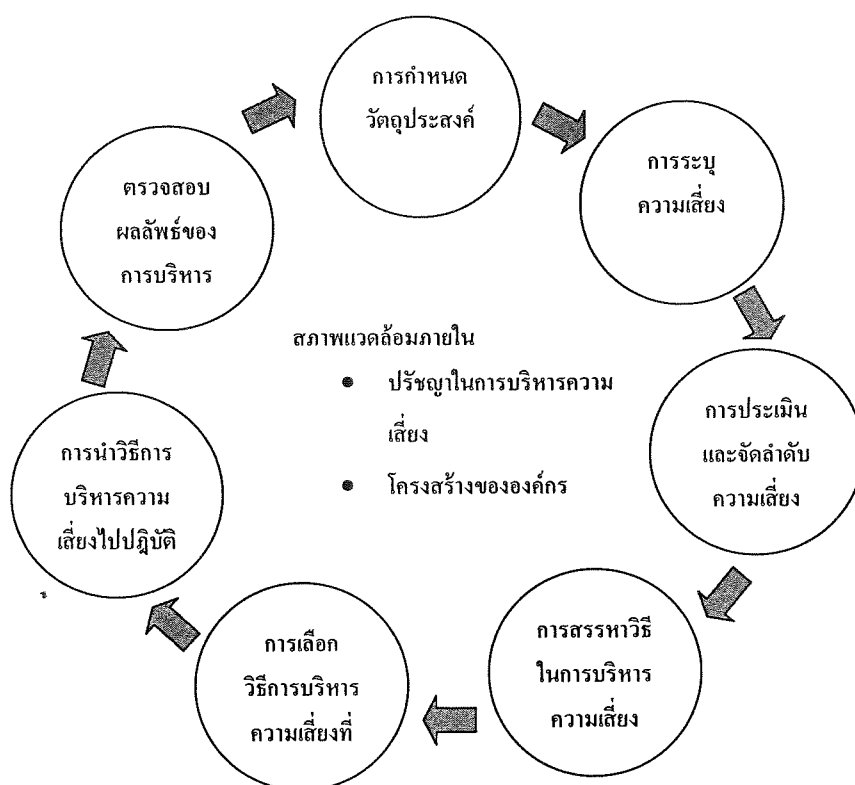 การกำหนด
วัตถุประสงค์
การระบุ
ความเสี่ยง
การประเมิน
และจัดลำดับ
ความเสี่ยง
การสรรหาวิธี
ในการบริหาร
ความเสี่ยง
การเลือก
วิธีการบริหาร
ความเสี่ยงที่
การนำวิธีการ
บริหารความ
เสี่ยงไปปฎิบัติ
ตรวจสอบ
ผลลัพธ์ของ
การบริหาร
สภาพแวดล้อมภายใน
• ปรัชญาในการบริหารความ
เสี่ยง
• โครงสร้างขององค์กร